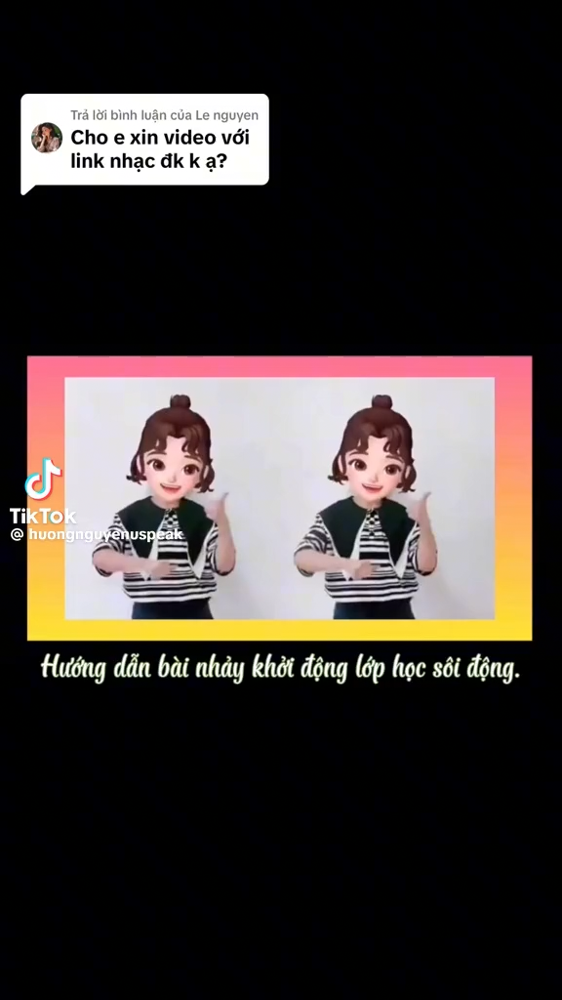 Trả lời bình luận của Le nguyen
Cho e xin video với
link nhạc đk k ạ?
TikTok
@ huongnguyenuspeak
Hướng dẫn bài nhảy khởi động lớp học sôi động.